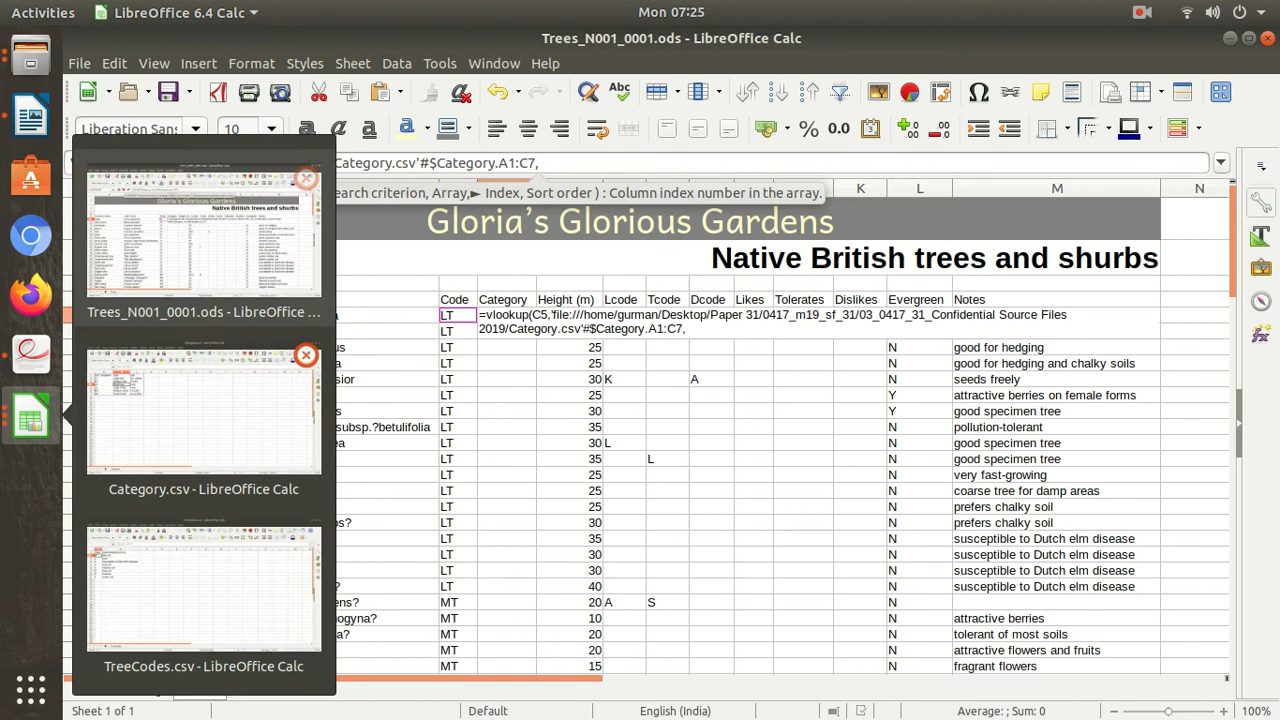 Activities LibreOffice 6.4 Calc Mon 07:25
Trees_N001_0001.ods - LibreOffice Calc
File Edit View Insert Format Styles Sheet Data Tools Window Help
Liberation Sans 10
Category.csv'#$Category.A1:C7,
earch criterion, Array,► Index, Sorted order ) : Column index number in the array.
Gloria's Glorious Gardens
Native British trees and shurbs
Code Category Height (m) Lcode Tcode Dcode Likes Tolerates Dislikes Evergreen Notes
LT =vlookup(C5, file:///home/gurman/Desktop/Paper 31/0417_m19_sf_31/03_0417_31_Confidential Source Files
LT 2019/Category.csv'#$Category.A1:C7,
us LT 25 N good for hedging
LT 25 N good for hedging and chalky soils
sior LT 30 K A N seeds freely
LT 25 Y attractive berries on female forms
LT 30 Y good specimen tree
subsp.?betulifolia LT 35 N pollution-tolerant
ea LT 30 L N good specimen tree
LT 35 L N good specimen tree
LT 25 N very fast-growing
LT 25 N coarse tree for damp areas
LT 25 N prefers chalky soil
os? LT 30 N prefers chalky soil
LT 35 N susceptible to Dutch elm disease
LT 30 N susceptible to Dutch elm disease
LT 30 N susceptible to Dutch elm disease
? LT 40 N susceptible to Dutch elm disease
ens? MT 20 A S N
ogyna? MT 10 N attractive berries
a? MT 20 N tolerant of most soils
MT 20 N attractive flowers and fruits
MT 15 N fragrant flowers
K L M N
Trees_N001_0001.ods - LibreOffice ...
Category.csv - LibreOffice Calc
TreeCodes.csv - LibreOffice Calc
Sheet 1 of 1 Default English (India) Average: ; Sum: 0 100%